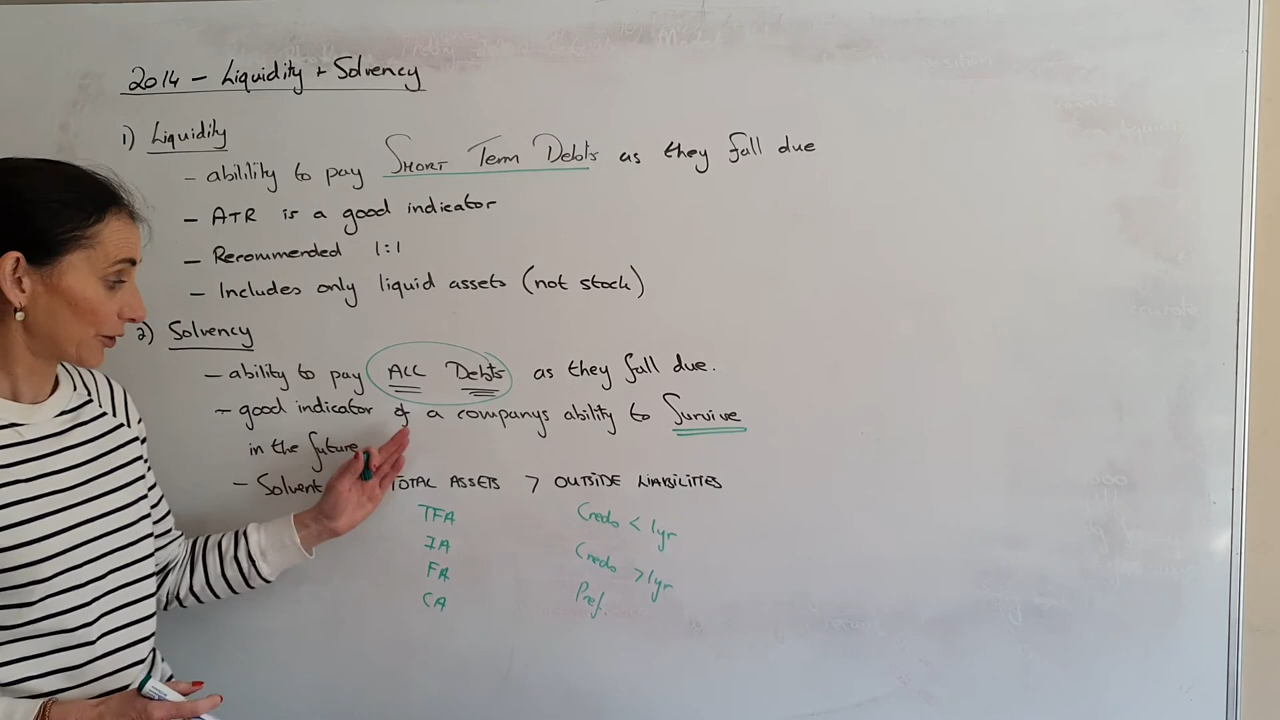 2014 - Liquidity + Solvency
1) Liquidity
- abilility to pay SHORT Term Debts as they fall due
- ATR is a good indicator
- Recommended 1:1
- Includes only liquid assets (not stock)
2) Solvency
- ability to pay ALL Debts as they fall due.
- good indicator of a companys ability to Survive
in the future
- Solvent TOTAL ASSETS > OUTSIDE LIABILITIES
TFA Credo < 1yr
IA Credo > 1yr
FA Pref.
CA